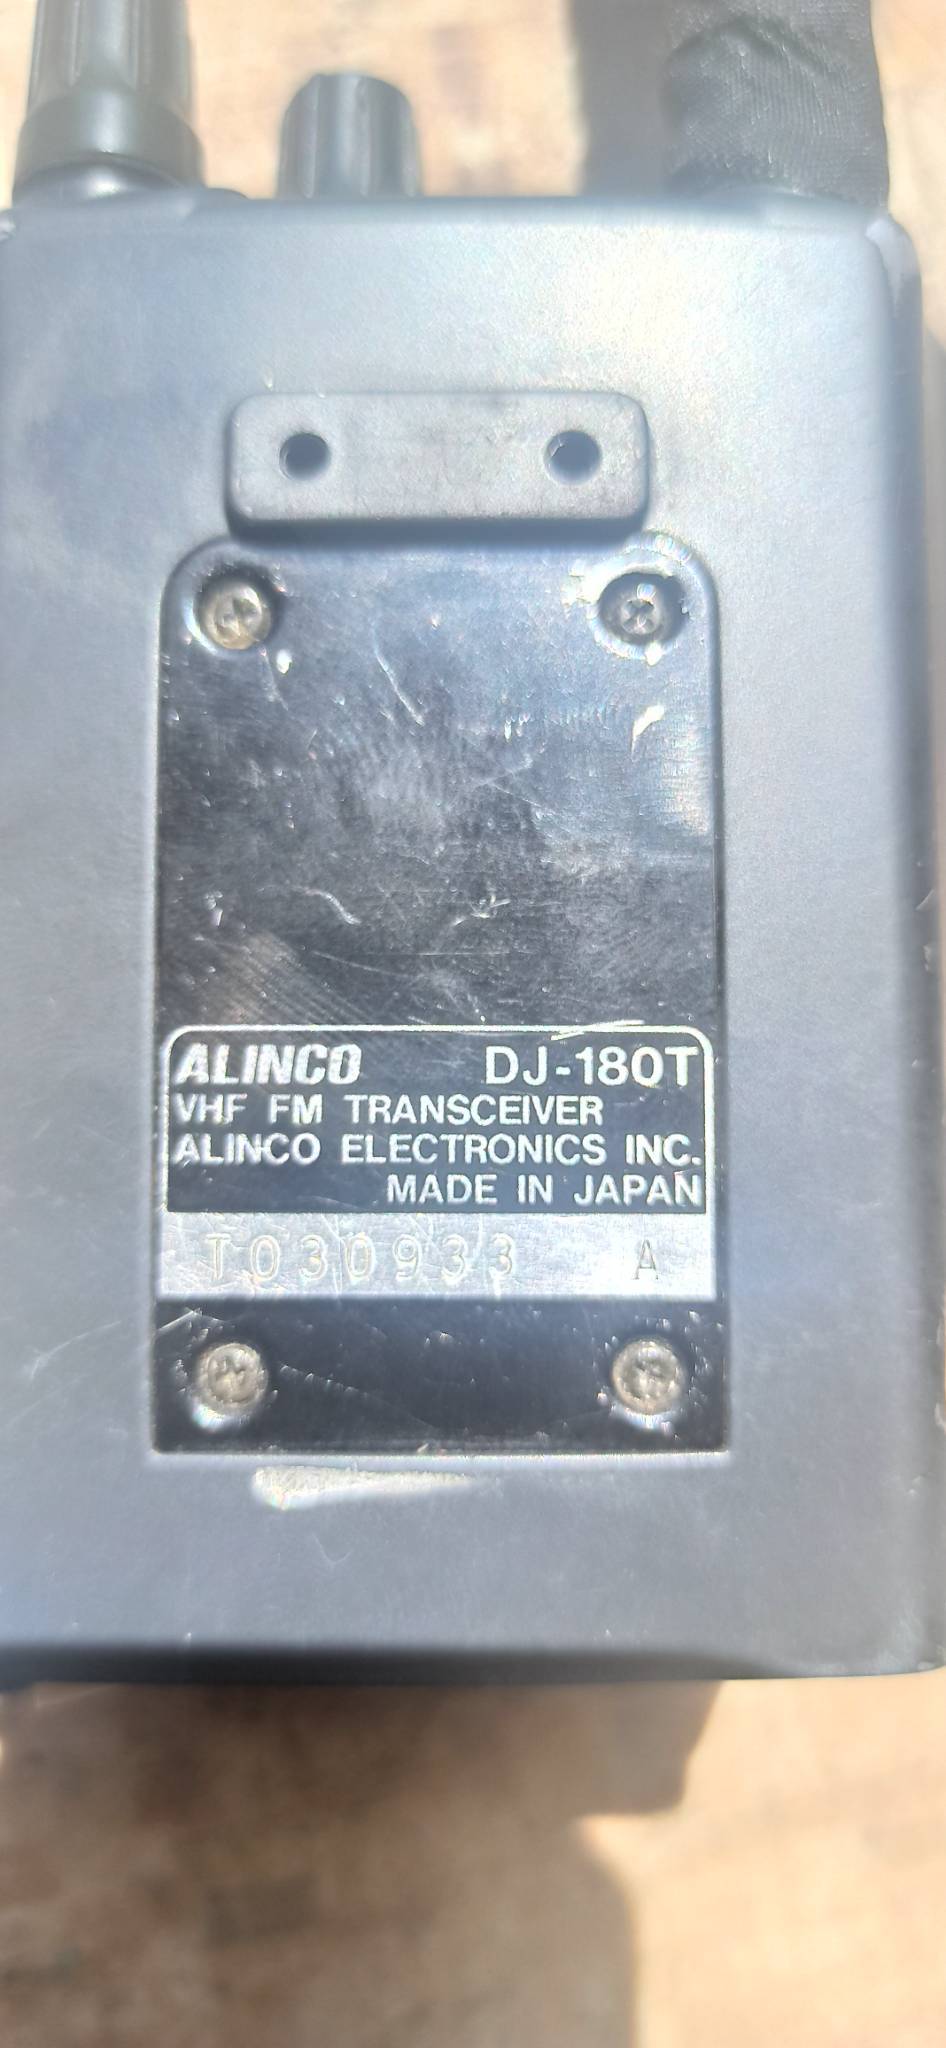 ALINCO DJ-180T
VHF FM TRANSCEIVER
ALINCO ELECTRONICS INC.
MADE IN JAPAN
T030933 A